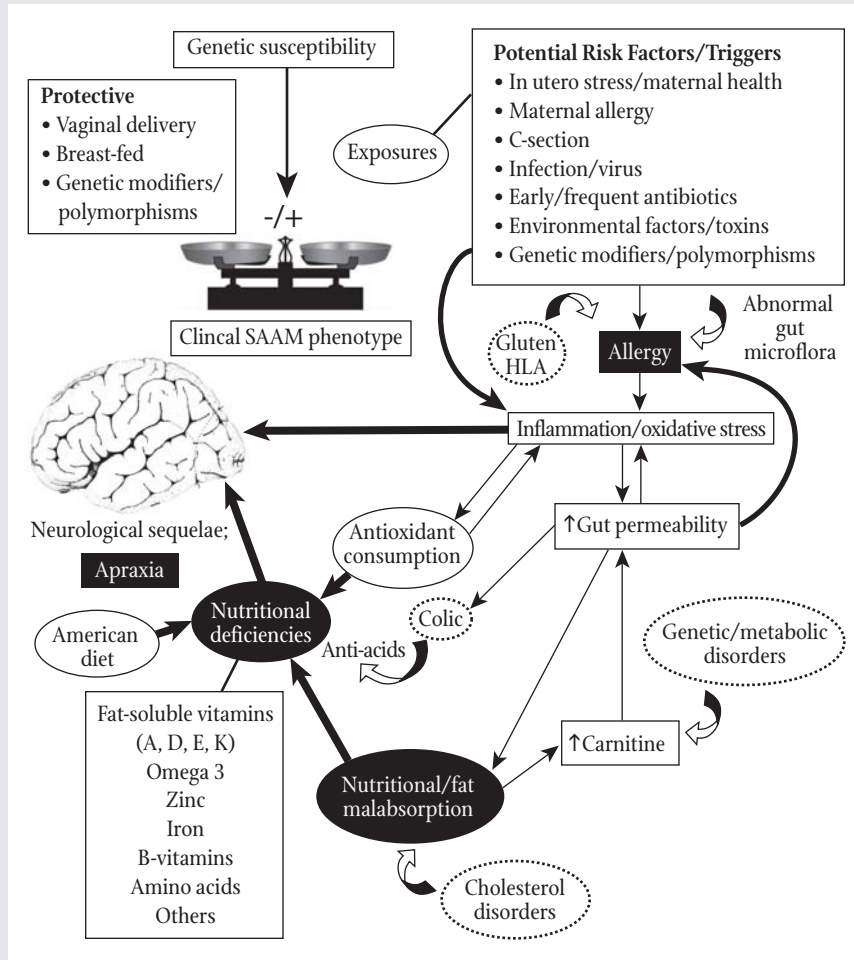 Genetic susceptibility
Protective
• Vaginal delivery
• Breast-fed
• Genetic modifiers/
polymorphisms
-/+
Clincal SAAM phenotype
Exposures
Potential Risk Factors/Triggers
• In utero stress/maternal health
• Maternal allergy
• C-section
• Infection/virus
• Early/frequent antibiotics
• Environmental factors/toxins
• Genetic modifiers/polymorphisms
Gluten
HLA
Allergy
Abnormal
gut
microflora
Inflammation/oxidative stress
Neurological sequelae;
Apraxia
Antioxidant
consumption
↑Gut permeability
American
diet
Nutritional
deficiencies
Colic
Anti-acids
Genetic/metabolic
disorders
Fat-soluble vitamins
(A, D, E, K)
Omega 3
Zinc
Iron
B-vitamins
Amino acids
Others
Nutritional/fat
malabsorption
↑Carnitine
Cholesterol
disorders